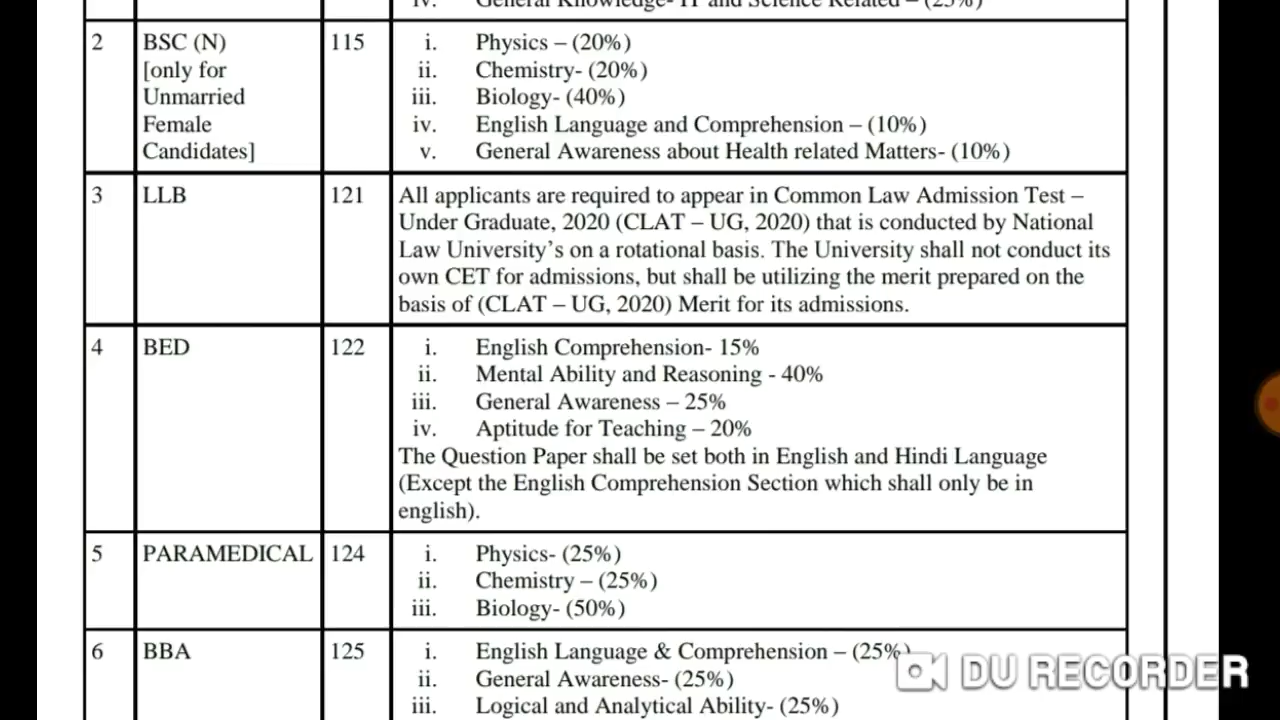 iv. General Knowledge- IT and Science Related – (25%)
2 BSC (N) 115 i. Physics – (20%)
[only for ii. Chemistry- (20%)
Unmarried iii. Biology- (40%)
Female iv. English Language and Comprehension – (10%)
Candidates] v. General Awareness about Health related Matters- (10%)
3 LLB 121 All applicants are required to appear in Common Law Admission Test –
Under Graduate, 2020 (CLAT – UG, 2020) that is conducted by National
Law University's on a rotational basis. The University shall not conduct its
own CET for admissions, but shall be utilizing the merit prepared on the
basis of (CLAT – UG, 2020) Merit for its admissions.
4 BED 122 i. English Comprehension- 15%
ii. Mental Ability and Reasoning - 40%
iii. General Awareness – 25%
iv. Aptitude for Teaching – 20%
The Question Paper shall be set both in English and Hindi Language
(Except the English Comprehension Section which shall only be in
english).
5 PARAMEDICAL 124 i. Physics- (25%)
ii. Chemistry – (25%)
iii. Biology- (50%)
6 BBA 125 i. English Language & Comprehension – (25%)
ii. General Awareness- (25%)
iii. Logical and Analytical Ability- (25%)
DU RECORDER